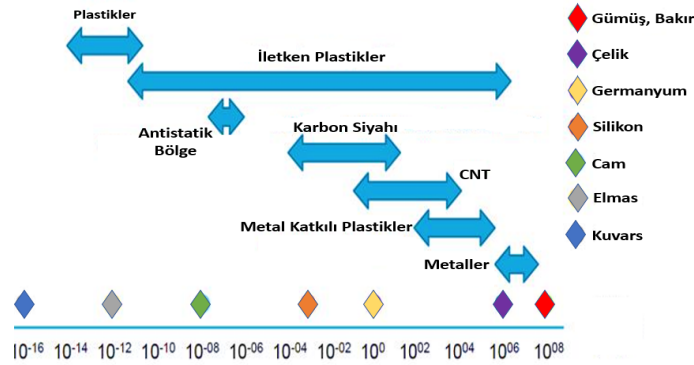 Plastikler
İletken Plastikler
Antistatik
Bölge
Karbon Siyahı
CNT
Metal Katkılı Plastikler
Metaller
Gümüş, Bakır
Çelik
Germanyum
Silikon
Cam
Elmas
Kuvars
10⁻¹⁶ 10⁻¹⁴ 10⁻¹² 10⁻¹⁰ 10⁻⁰⁸ 10⁻⁰⁶ 10⁻⁰⁴ 10⁻⁰² 10⁰ 10⁰² 10⁰⁴ 10⁰⁶ 10⁰⁸